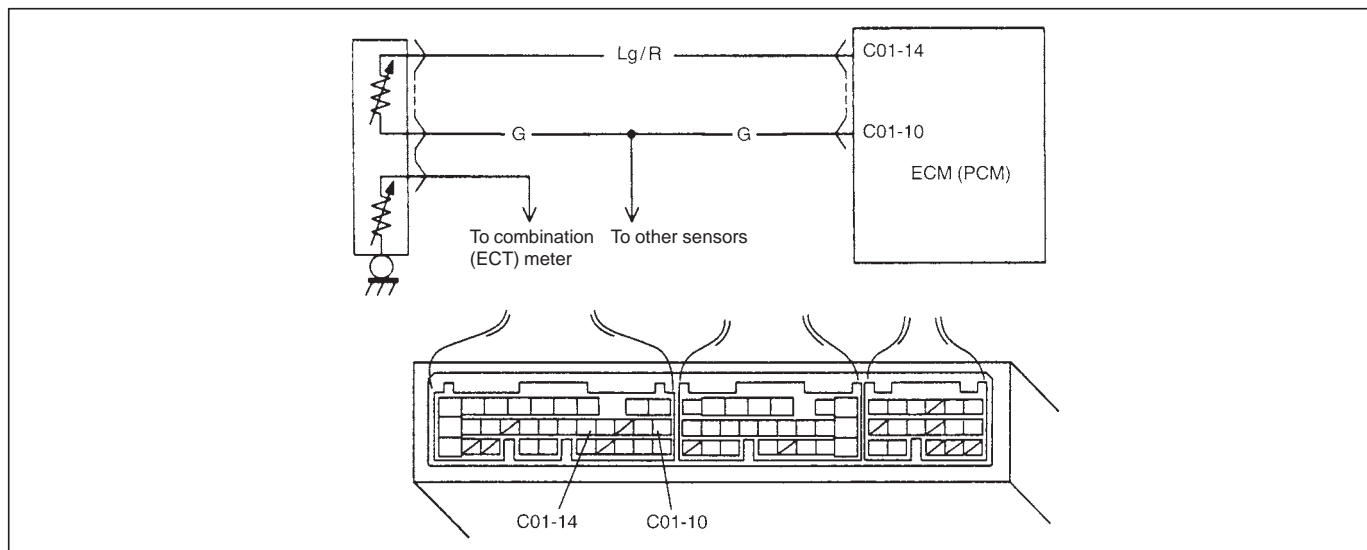 Lg/R
C01-14
G
G
C01-10
ECM (PCM)
To combination
(ECT) meter
To other sensors
C01-14
C01-10